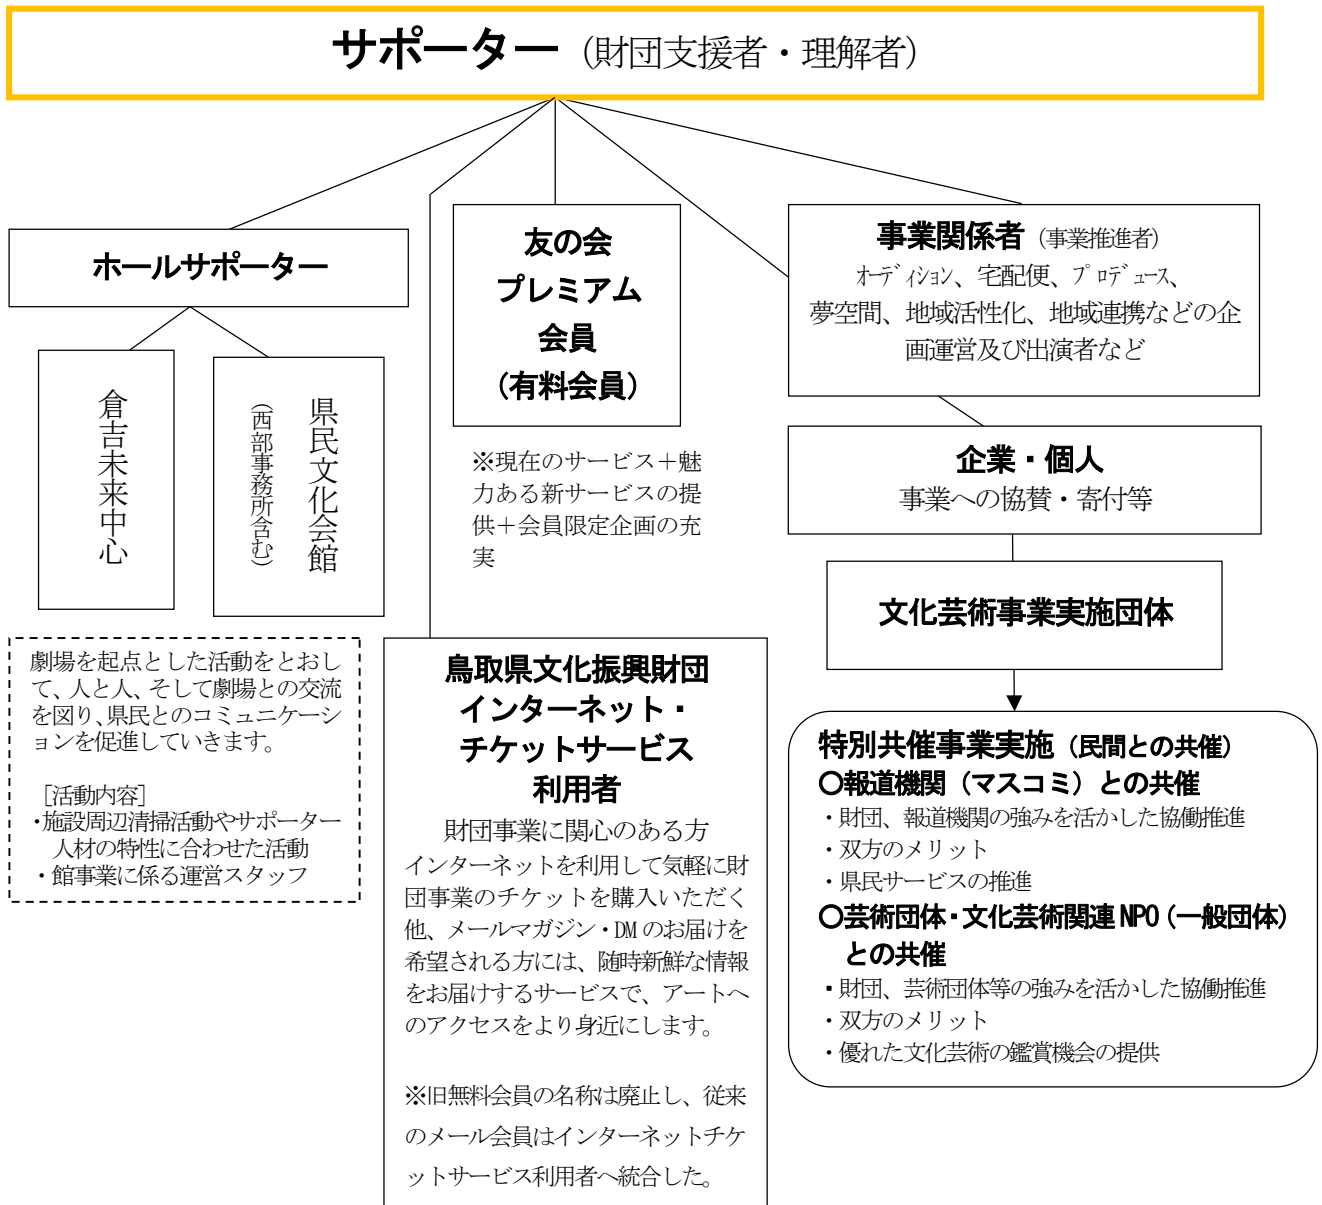 サポーター（財団支援者・理解者）
ホールサポーター
倉吉未来中心
県民文化会館
（西部事務所含む）
劇場を起点とした活動をとおし
て、人と人、そして劇場との交流
を図り、県民とのコミュニケーシ
ョンを促進していきます。
［活動内容］
・施設周辺清掃活動やサポーター
人材の特性に合わせた活動
・館事業に係る運営スタッフ
友の会
プレミアム
会員
（有料会員）
※現在のサービス＋魅
力ある新サービスの提
供＋会員限定企画の充
実
鳥取県文化振興財団
インターネット・
チケットサービス
利用者
財団事業に関心のある方
インターネットを利用して気軽に財
団事業のチケットを購入いただく
他、メールマガジン・DMのお届けを
希望される方には、随時新鮮な情報
をお届けするサービスで、アートへ
のアクセスをより身近にします。
※旧無料会員の名称は廃止し、従来
のメール会員はインターネットチケ
ットサービス利用者へ統合した。
事業関係者（事業推進者）
ｵｰﾃﾞｨｼｮﾝ、宅配便、ﾌﾟﾛﾃﾞｭｰｽ、
夢空間、地域活性化、地域連携などの企
画運営及び出演者など
企業・個人
事業への協賛・寄付等
文化芸術事業実施団体
特別共催事業実施（民間との共催）
○報道機関（マスコミ）との共催
・財団、報道機関の強みを活かした協働推進
・双方のメリット
・県民サービスの推進
○芸術団体・文化芸術関連NPO（一般団体）
との共催
・財団、芸術団体等の強みを活かした協働推進
・双方のメリット
・優れた文化芸術の鑑賞機会の提供